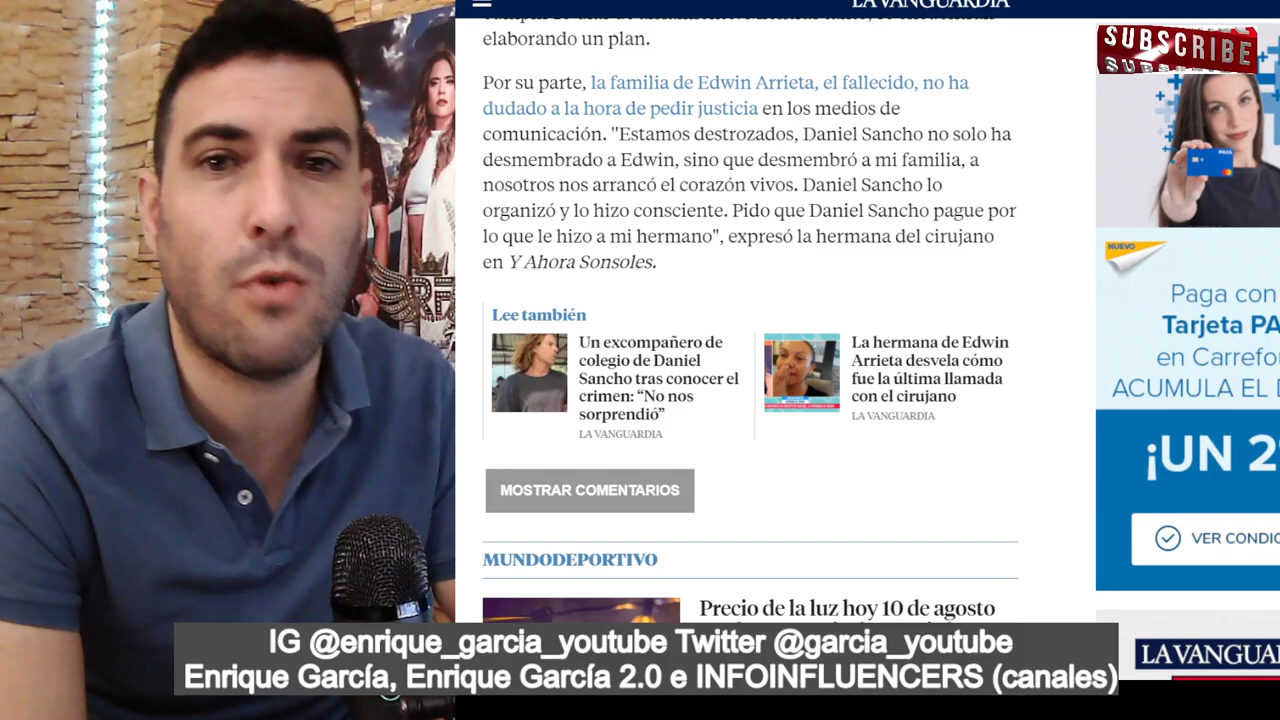 LA VANGUARDIA
SUBSCRIBE
elaborando un plan.
Por su parte, la familia de Edwin Arrieta, el fallecido, no ha
dudado a la hora de pedir justicia en los medios de
comunicación. "Estamos destrozados, Daniel Sancho no solo ha
desmembrado a Edwin, sino que desmembró a mi familia, a
nosotros nos arrancó el corazón vivos. Daniel Sancho lo
organizó y lo hizo consciente. Pido que Daniel Sancho pague por
lo que le hizo a mi hermano", expresó la hermana del cirujano
en Y Ahora Sonsoles.
Lee también
Un excompañero de
colegio de Daniel
Sancho tras conocer el
crimen: “No nos
sorprendió”
LA VANGUARDIA
La hermana de Edwin
Arrieta desvela cómo
fue la última llamada
con el cirujano
LA VANGUARDIA
MOSTRAR COMENTARIOS
MUNDODEPORTIVO
Precio de la luz hoy 10 de agosto
PASS
NUEVO
Paga con
Tarjeta PA
en Carrefo
ACUMULA EL
¡UN 2
VER CONDIC
LA VANGUA
IG @enrique_garcia_youtube Twitter @garcia_youtube
Enrique García, Enrique García 2.0 e INFOINFLUENCERS (canales)